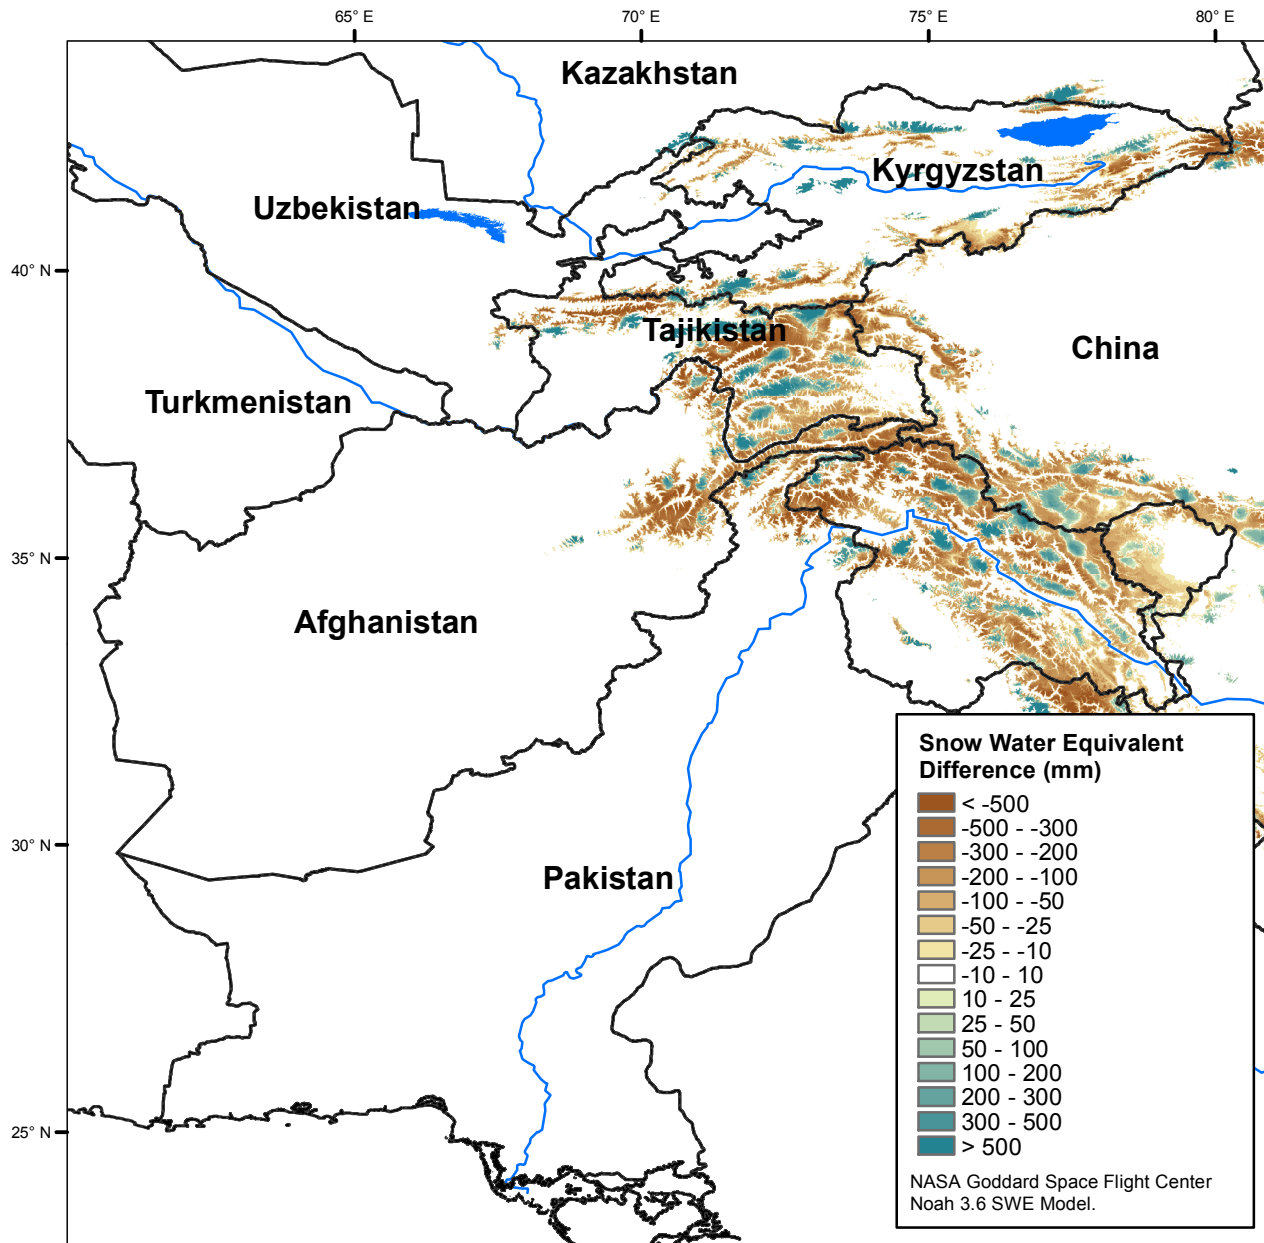 65° E
70° E
75° E
80° E
Kazakhstan
Kyrgyzstan
Uzbekistan
40° N
Tajikistan
China
Turkmenistan
35° N
Afghanistan
Snow Water Equivalent
Difference (mm)
< -500
-500 - -300
-300 - -200
-200 - -100
-100 - -50
-50 - -25
-25 - -10
-10 - 10
10 - 25
25 - 50
50 - 100
100 - 200
200 - 300
300 - 500
> 500
NASA Goddard Space Flight Center
Noah 3.6 SWE Model.
30° N
Pakistan
25° N